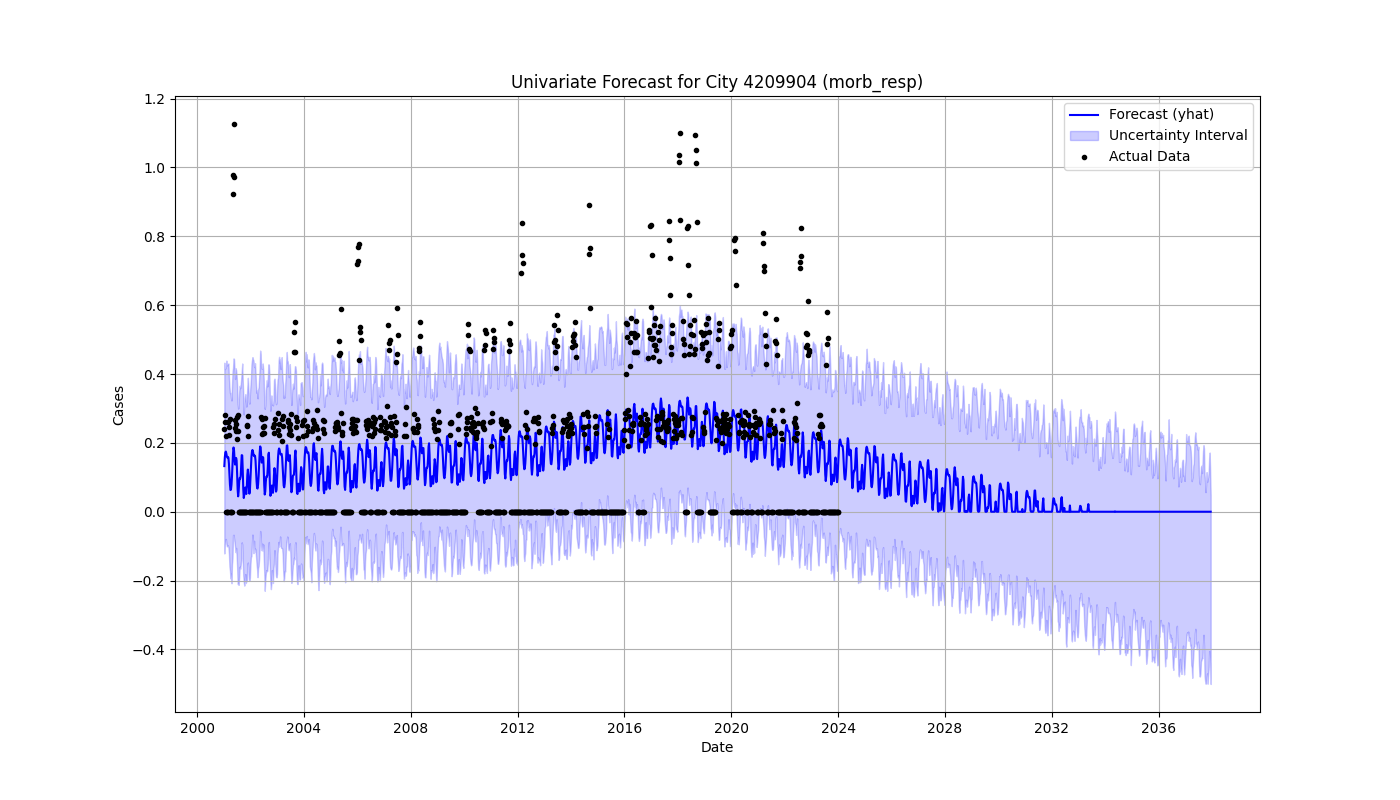 Univariate Forecast for City 4209904 (morb_resp)
Forecast (yhat)
Uncertainty Interval
Actual Data
Cases
1.2
1.0
0.8
0.6
0.4
0.2
0.0
−0.2
−0.4
2000 2004 2008 2012 2016 2020 2024 2028 2032 2036
Date